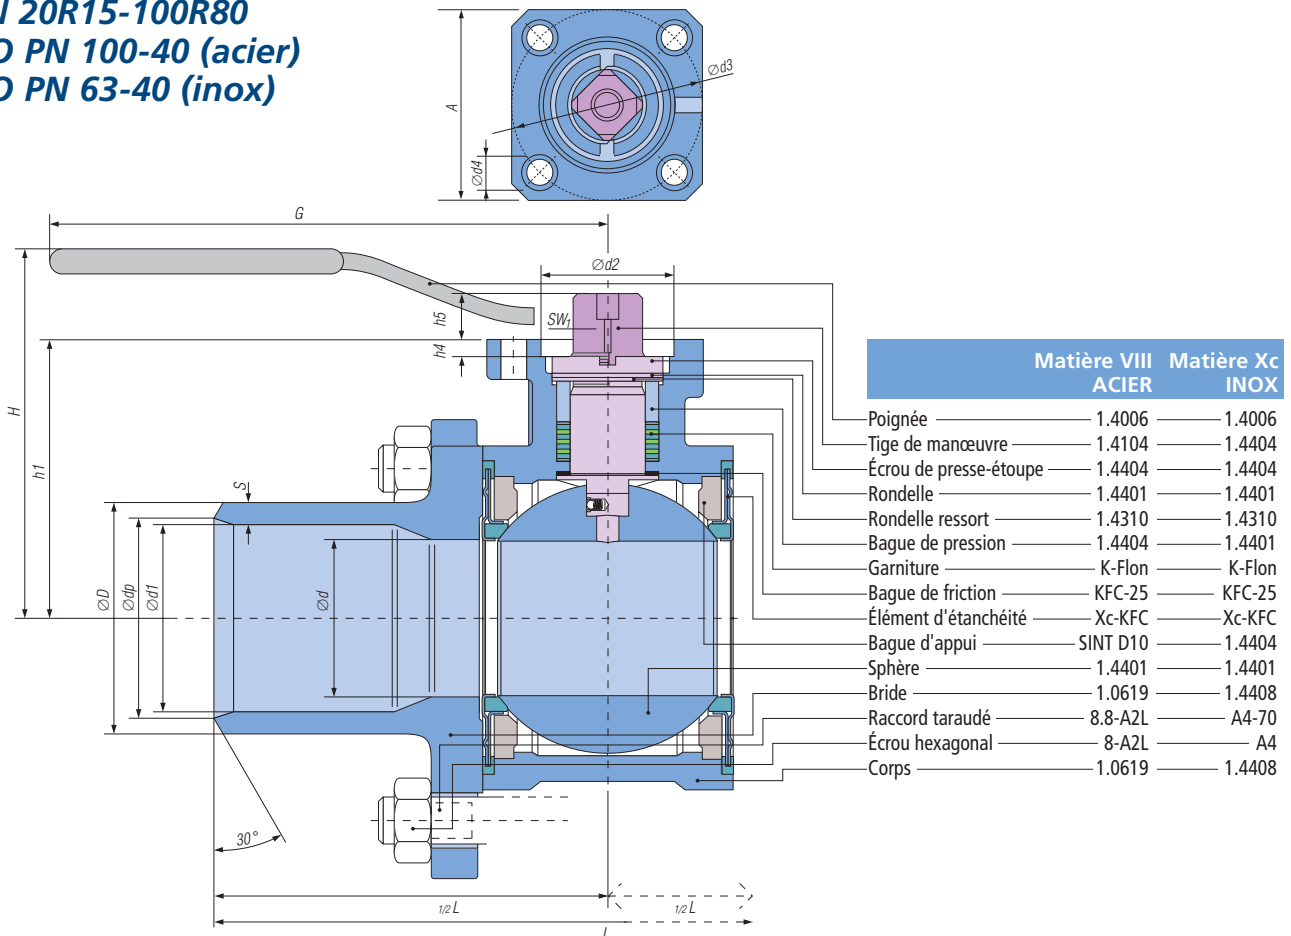 20R15-100R80
PN 100-40 (acier)
PN 63-40 (inox)
A
Ød3
Ød4
G
Ød2
h5
SW1
h4
H
h1
S
ØD
Ødp
Ød1
Ød
30°
1/2 L
1/2 L
L
Matière VIII Matière Xc
ACIER INOX
Poignée 1.4006 1.4006
Tige de manœuvre 1.4104 1.4404
Écrou de presse-étoupe 1.4404 1.4404
Rondelle 1.4401 1.4401
Rondelle ressort 1.4310 1.4310
Bague de pression 1.4404 1.4401
Garniture K-Flon K-Flon
Bague de friction KFC-25 KFC-25
Élément d'étanchéité Xc-KFC Xc-KFC
Bague d'appui SINT D10 1.4404
Sphère 1.4401 1.4401
Bride 1.0619 1.4408
Raccord taraudé 8.8-A2L A4-70
Écrou hexagonal 8-A2L A4
Corps 1.0619 1.4408